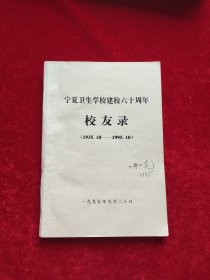 宁夏卫生学校建校六十周年
校友录
(1935.10——1995.10)
1995
一九九五年九月二十日